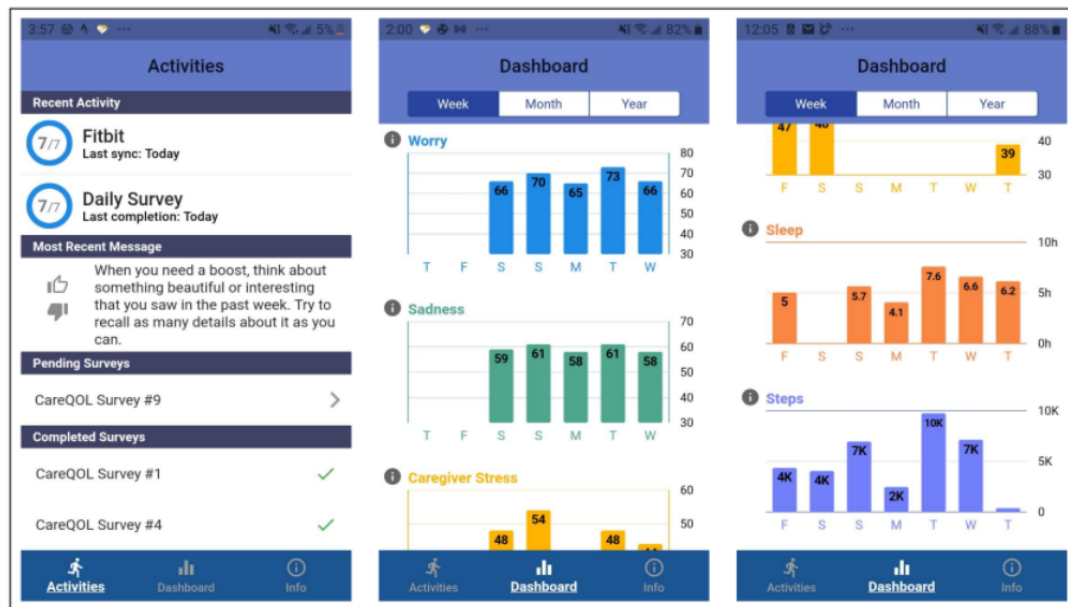 3:57 ... 5%
Activities
Recent Activity
7/7
Fitbit
Last sync: Today
7/7
Daily Survey
Last completion: Today
Most Recent Message
When you need a boost, think about
something beautiful or interesting
that you saw in the past week. Try to
recall as many details about it as you
can.
Pending Surveys
CareQOL Survey #9
Completed Surveys
CareQOL Survey #1
CareQOL Survey #4
Activities Dashboard Info
2:00 ... 82%
Dashboard
Week Month Year
Worry
80
70
60
50
40
30
66 70 65 73 66
T F S S M T W
Sadness
70
60
50
40
30
59 61 58 61 58
T F S S M T W
Caregiver Stress
60
50
48 54 48
Activities Dashboard Info
12:05 ... 88%
Dashboard
Week Month Year
47 39
40
30
F S S M T W T
Sleep
10h
5h
0h
5 5.7 4.1 7.6 6.6 6.2
F S S M T W T
Steps
10K
5K
0
4K 4K 7K 2K 10K 7K
F S S M T W T
Activities Dashboard Info